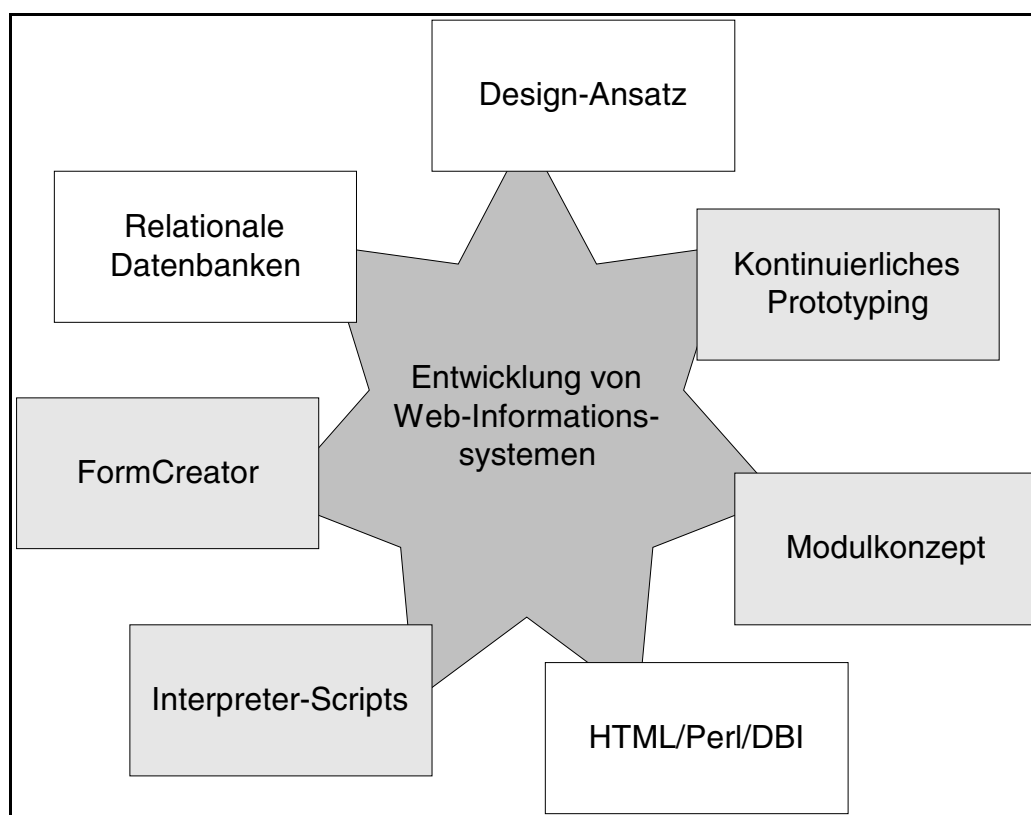 Design-Ansatz
Relationale
Datenbanken
Kontinuierliches
Prototyping
Entwicklung von
Web-Informations-
systemen
FormCreator
Modulkonzept
Interpreter-Scripts
HTML/Perl/DBI